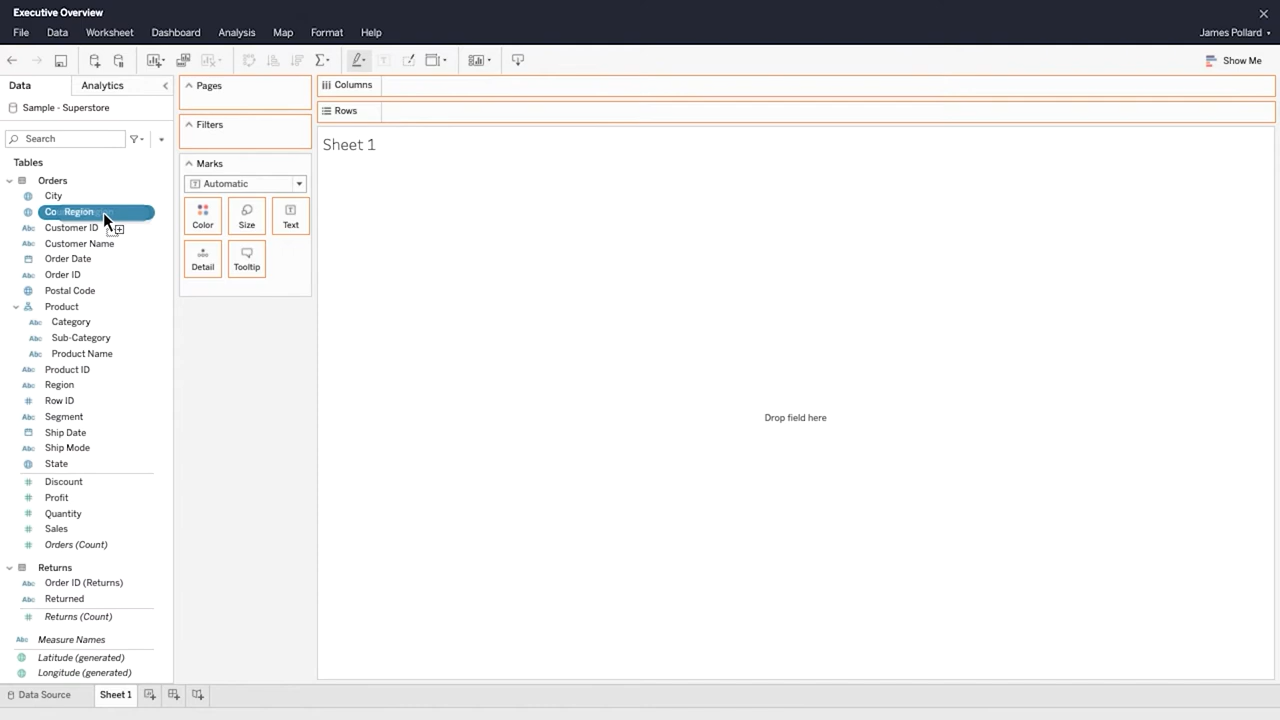 Executive Overview
File Data Worksheet Dashboard Analysis Map Format Help James Pollard
Show Me
Data Analytics
Sample - Superstore
Search
Tables
Orders
City
Co Region
Customer ID
Customer Name
Order Date
Order ID
Postal Code
Product
Category
Sub-Category
Product Name
Product ID
Region
Row ID
Segment
Ship Date
Ship Mode
State
Discount
Profit
Quantity
Sales
Orders (Count)
Returns
Order ID (Returns)
Returned
Returns (Count)
Measure Names
Latitude (generated)
Longitude (generated)
Pages
Filters
Marks
Automatic
Color Size Text
Detail Tooltip
Columns
Rows
Sheet 1
Drop field here
Data Source Sheet 1